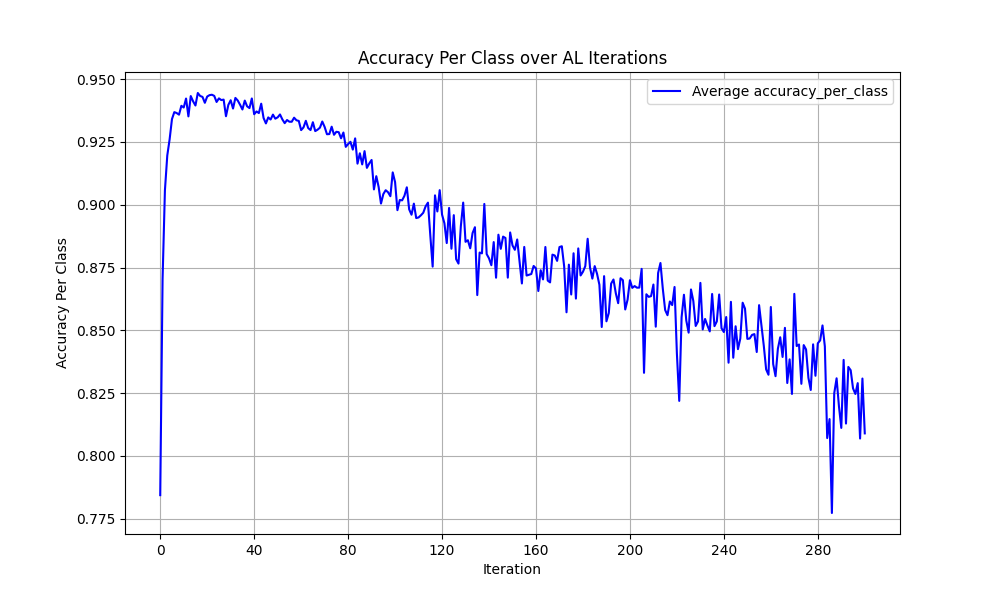 Accuracy Per Class over AL Iterations
Average accuracy_per_class
Accuracy Per Class
0.950
0.925
0.900
0.875
0.850
0.825
0.800
0.775
0 40 80 120 160 200 240 280
Iteration